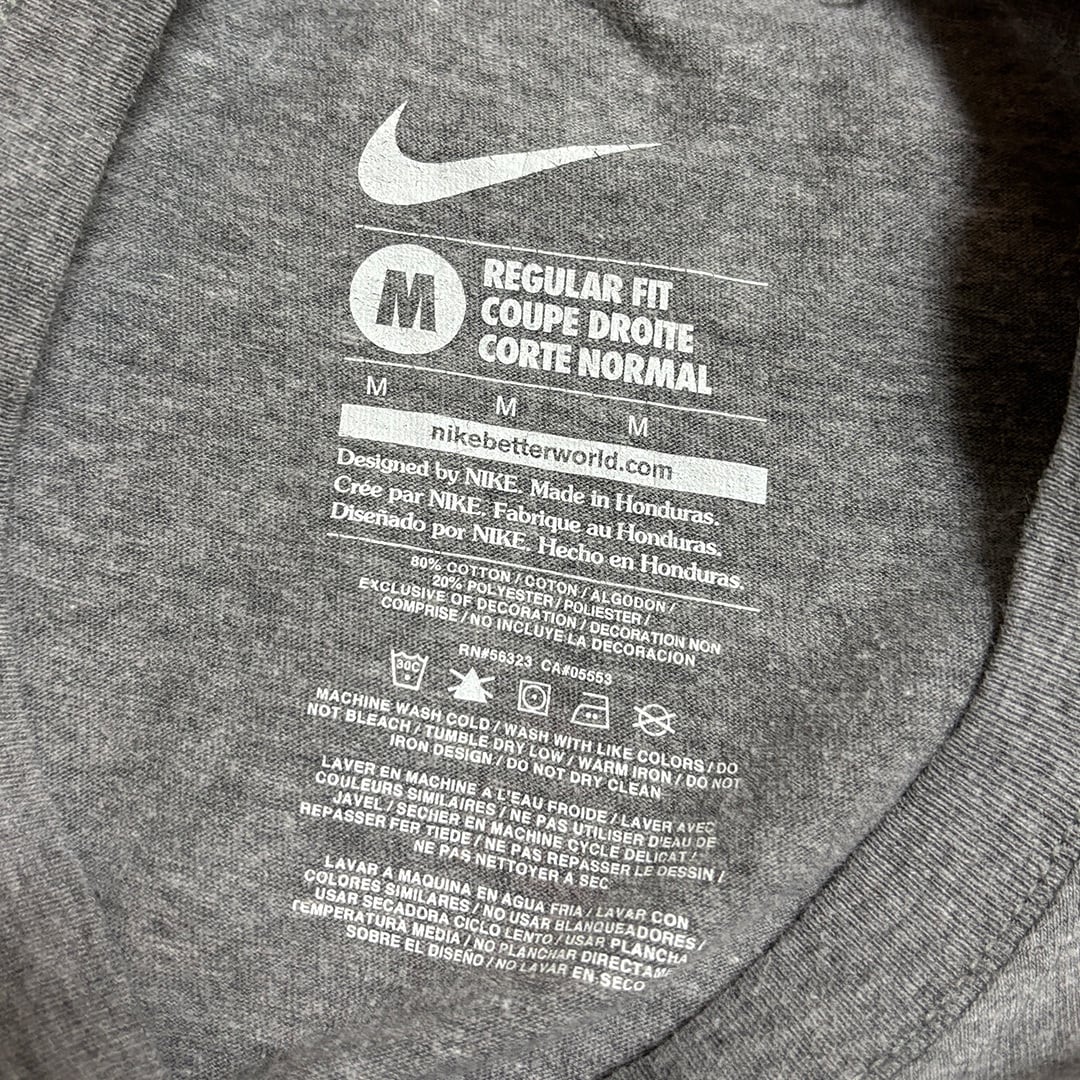 M REGULAR FIT
COUPE DROITE
CORTE NORMAL
M M M
nikebetterworld.com
Designed by NIKE. Made in Honduras.
Crée par NIKE. Fabrique au Honduras.
Diseñado por NIKE. Hecho en Honduras.
80% COTTON / COTON / ALGODON /
20% POLYESTER / POLIESTER /
EXCLUSIVE OF DECORATION / DECORATION NON
COMPRISE / NO INCLUYE LA DECORACION
RN#56323 CA#05553
30C
MACHINE WASH COLD / WASH WITH LIKE COLORS / DO
NOT BLEACH / TUMBLE DRY LOW / WARM IRON / DO NOT
IRON DESIGN / DO NOT DRY CLEAN
LAVER EN MACHINE A L'EAU FROIDE / LAVER AVEC
COULEURS SIMILAIRES / NE PAS UTILISER D'EAU DE
JAVEL / SECHER EN MACHINE CYCLE DELICAT /
REPASSER FER TIEDE / NE PAS REPASSER LE DESSIN /
NE PAS NETTOYER A SEC
LAVAR A MAQUINA EN AGUA FRIA / LAVAR CON
COLORES SIMILARES / NO USAR BLANQUEADORES /
USAR SECADORA CICLO LENTO / USAR PLANCHA
TEMPERATURA MEDIA / NO PLANCHAR DIRECTAME
SOBRE EL DISEÑO / NO LAVAR EN SECO